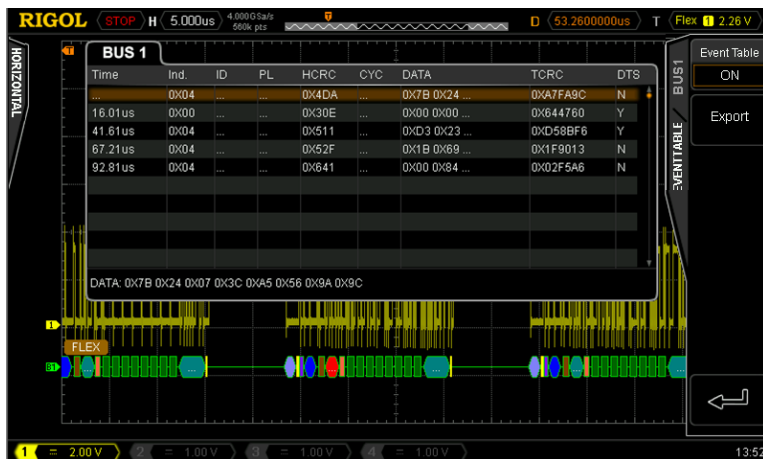 RIGOL STOP H 5.000us 4.000GSa/s 560k pts D 53.2600000us T Flex 1 2.26 V
HORIZONTAL
BUS 1
Time Ind. ID PL HCRC CYC DATA TCRC DTS
... 0X04 ... ... 0X4DA ... 0X7B 0X24 ... 0XA7FA9C N
16.01us 0X00 ... ... 0X30E ... 0X00 0X00 ... 0X644760 Y
41.61us 0X04 ... ... 0X511 ... 0XD3 0X23 ... 0XD58BF6 Y
67.21us 0X04 ... ... 0X52F ... 0X1B 0X69 ... 0X1F9013 N
92.81us 0X04 ... ... 0X641 ... 0X00 0X84 ... 0X02F5A6 N
DATA: 0X7B 0X24 0X07 0X3C 0XA5 0X56 0X9A 0X9C
BUS1
EVENTTABLE
Event Table
ON
Export
T
1
FLEX
B1
1 = 2.00 V 2 = 1.00 V 3 = 1.00 V 4 = 1.00 V 13:52